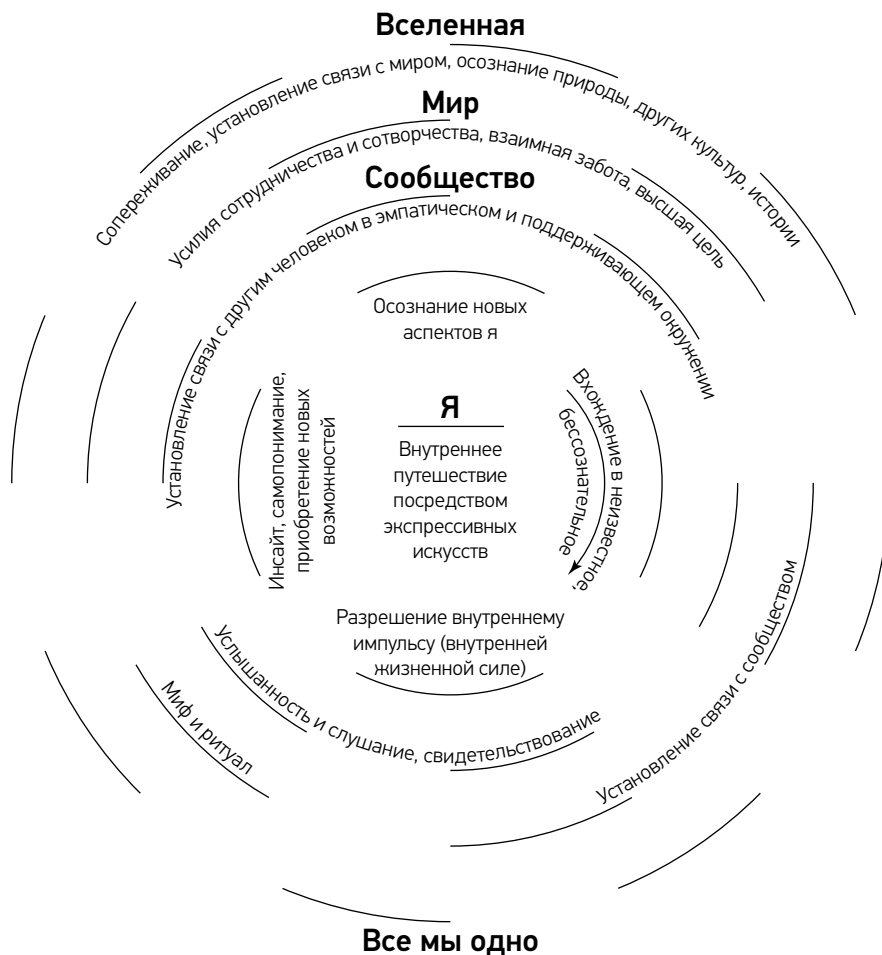 Вселенная
Сопереживание, установление связи с миром, осознание природы, других культур, истории
Мир
Усилия сотрудничества и сотворчества, взаимная забота, высшая цель
Сообщество
Установление связи с другим человеком в эмпатическом и поддерживающем окружении
Осознание новых
аспектов я
Инсайт, самопонимание,
приобретение новых
возможностей
Я
Внутреннее
путешествие
посредством
экспрессивных
искусств
Вхождение в неизвестное,
бессознательное
Разрешение внутреннему
импульсу (внутренней
жизненной силе)
Услышанность и слушание, свидетельствование
Миф и ритуал
Установление связи с сообществом
Все мы одно